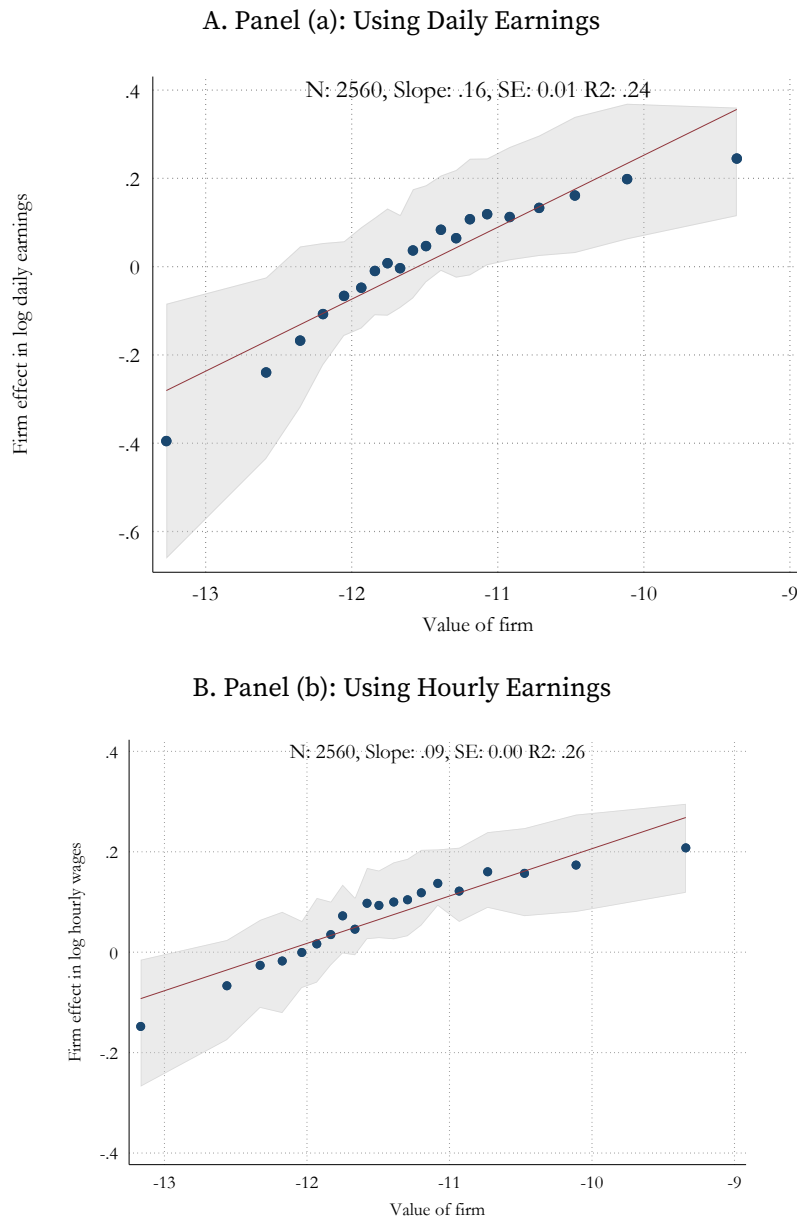 A. Panel (a): Using Daily Earnings
N: 2560, Slope: .16, SE: 0.01 R2: .24
Firm effect in log daily earnings
.4
.2
0
-.2
-.4
-.6
-13
-12
-11
-10
-9
Value of firm
B. Panel (b): Using Hourly Earnings
N: 2560, Slope: .09, SE: 0.00 R2: .26
Firm effect in log hourly wages
.4
.2
0
-.2
-.4
-13
-12
-11
-10
-9
Value of firm